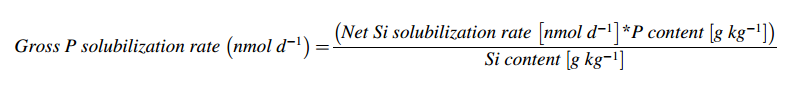 Gross P solubilization rate (nmol d⁻¹) = (Net Si solubilization rate [nmol d⁻¹]*P content [g kg⁻¹]) / Si content [g kg⁻¹]